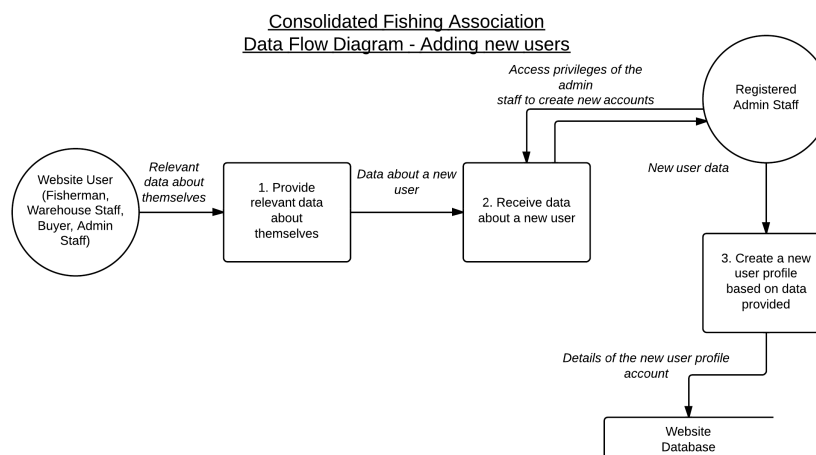 Consolidated Fishing Association
Data Flow Diagram - Adding new users
Access privileges of the
admin
staff to create new accounts
Registered
Admin Staff
Website User
(Fisherman,
Warehouse Staff,
Buyer, Admin
Staff)
Relevant
data about
themselves
1. Provide
relevant data
about
themselves
Data about a new
user
2. Receive data
about a new user
New user data
3. Create a new
user profile
based on data
provided
Details of the new user profile
account
Website
Database